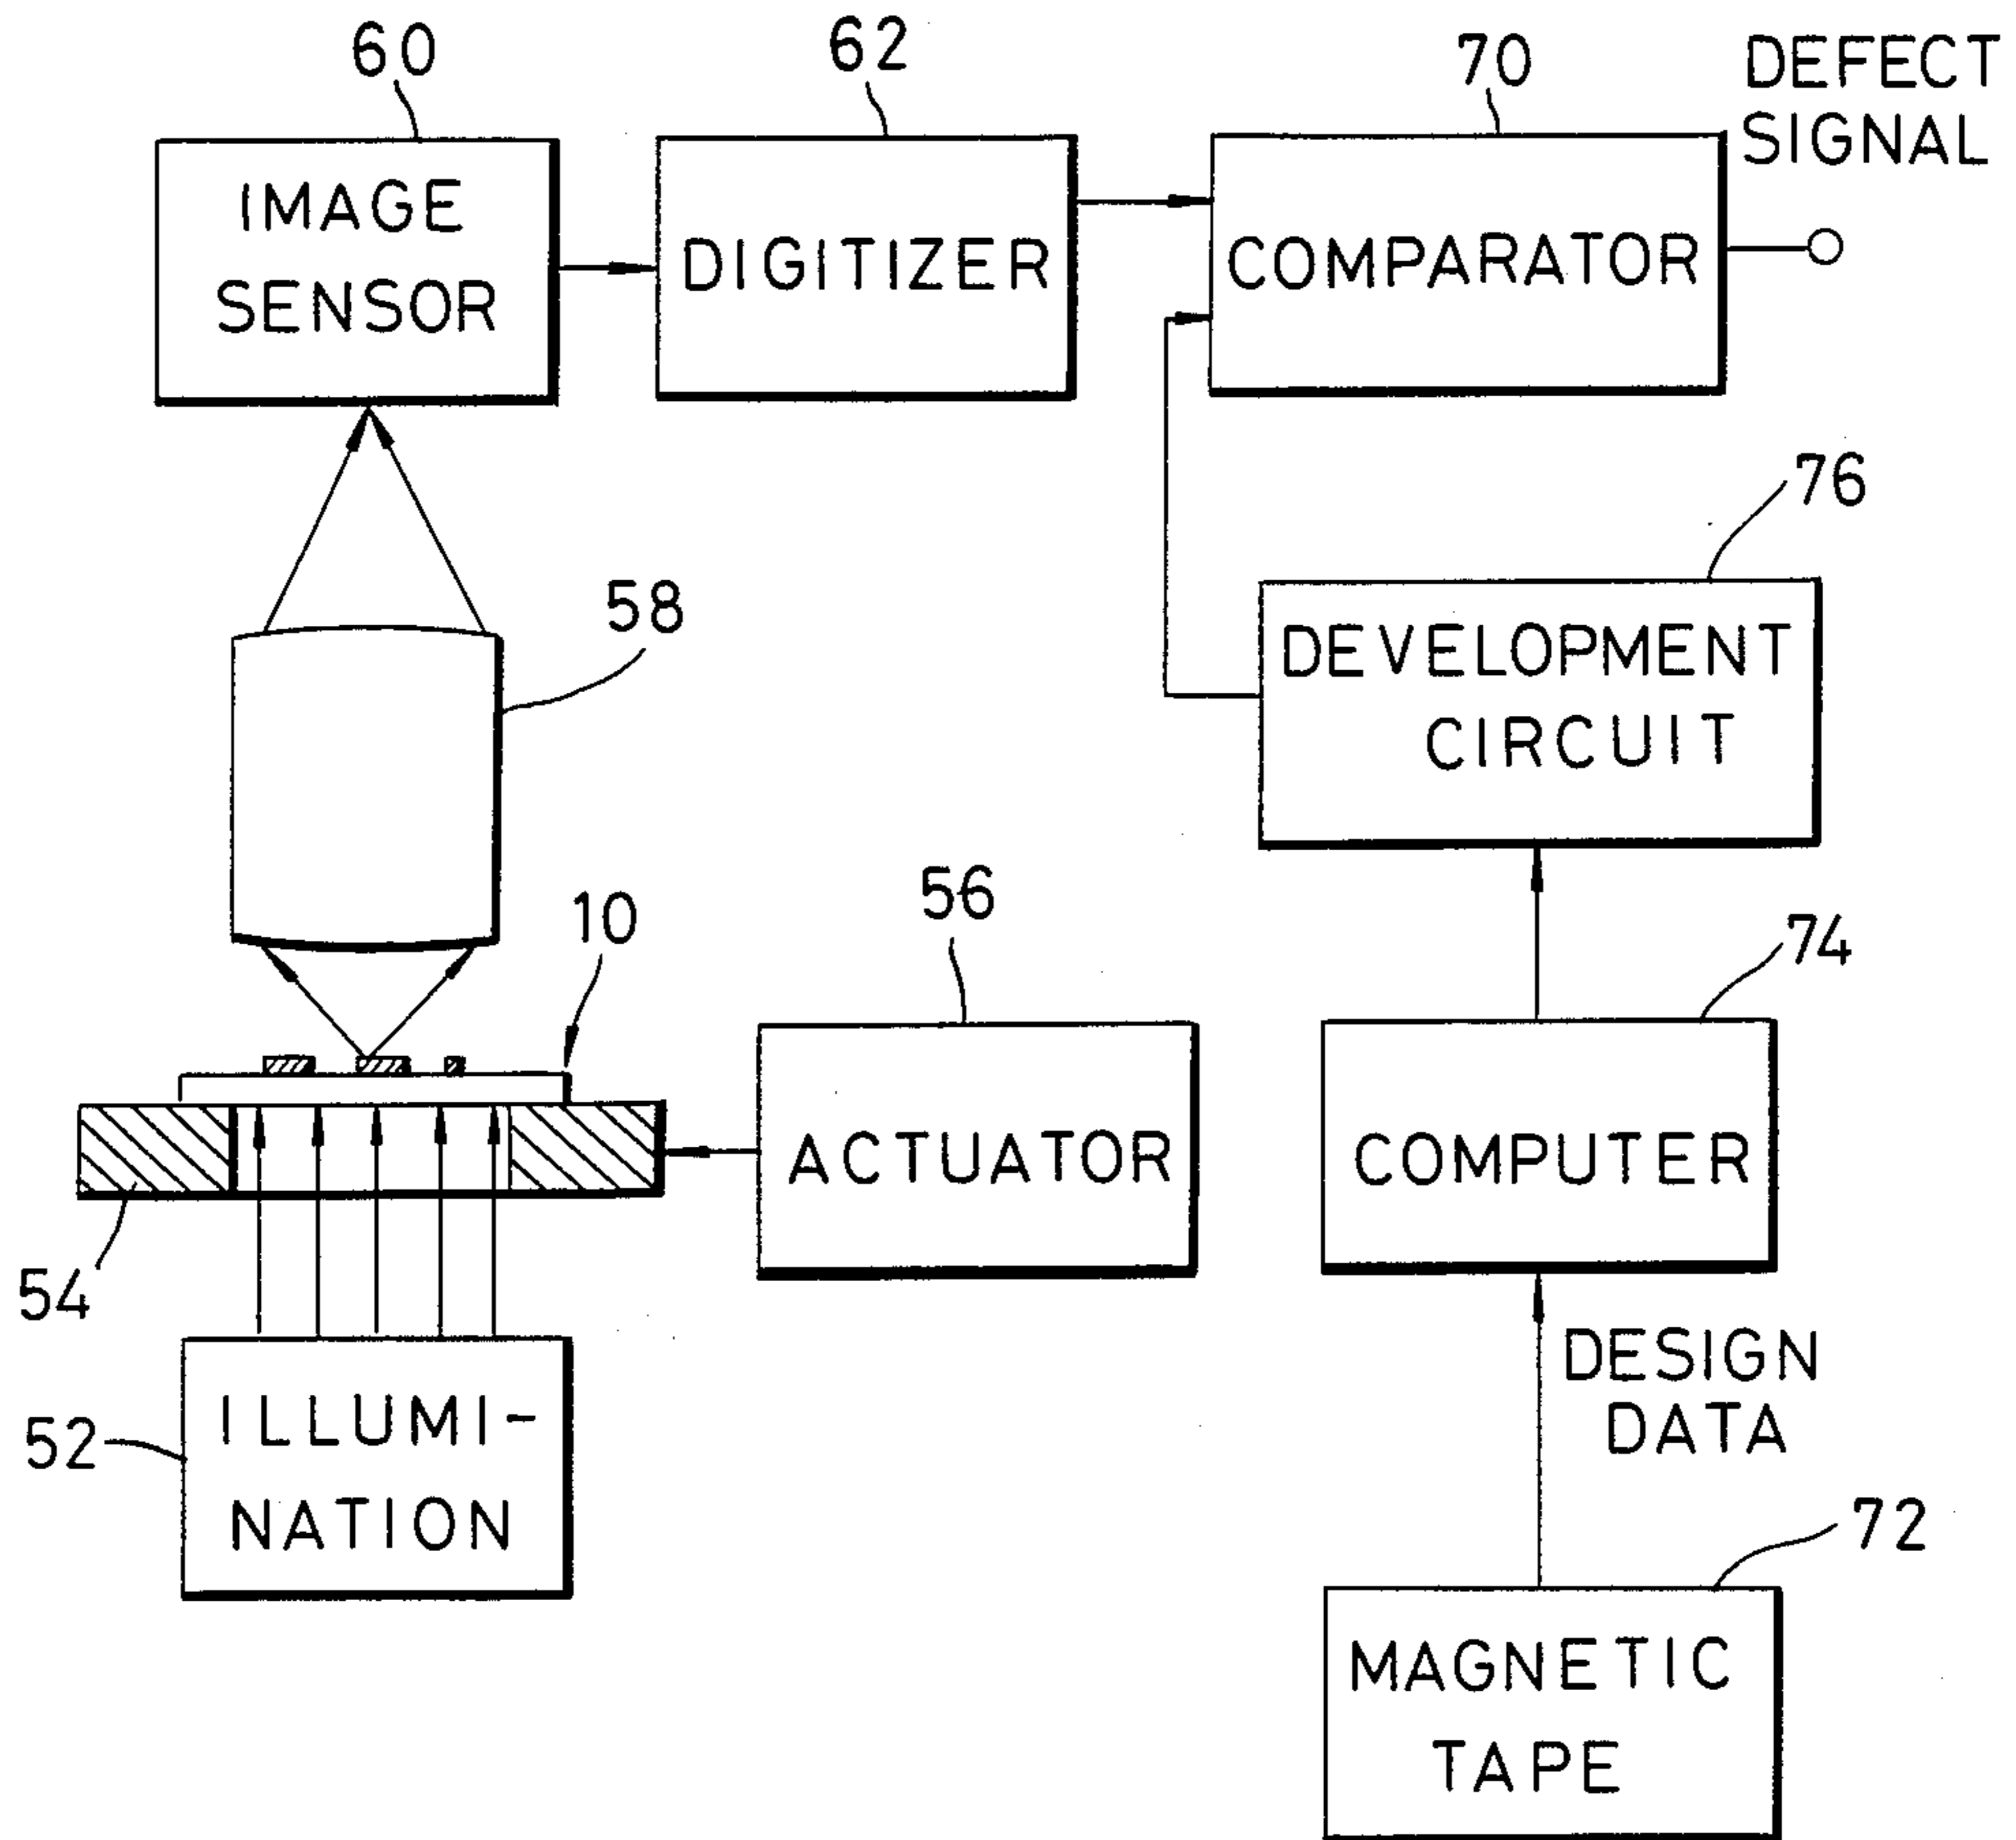 60
62
70
DEFECT
SIGNAL
IMAGE
SENSOR
DIGITIZER
COMPARATOR
76
58
DEVELOPMENT
CIRCUIT
10
56
74
ACTUATOR
COMPUTER
54
DESIGN
DATA
52
ILLUMI-
NATION
72
MAGNETIC
TAPE